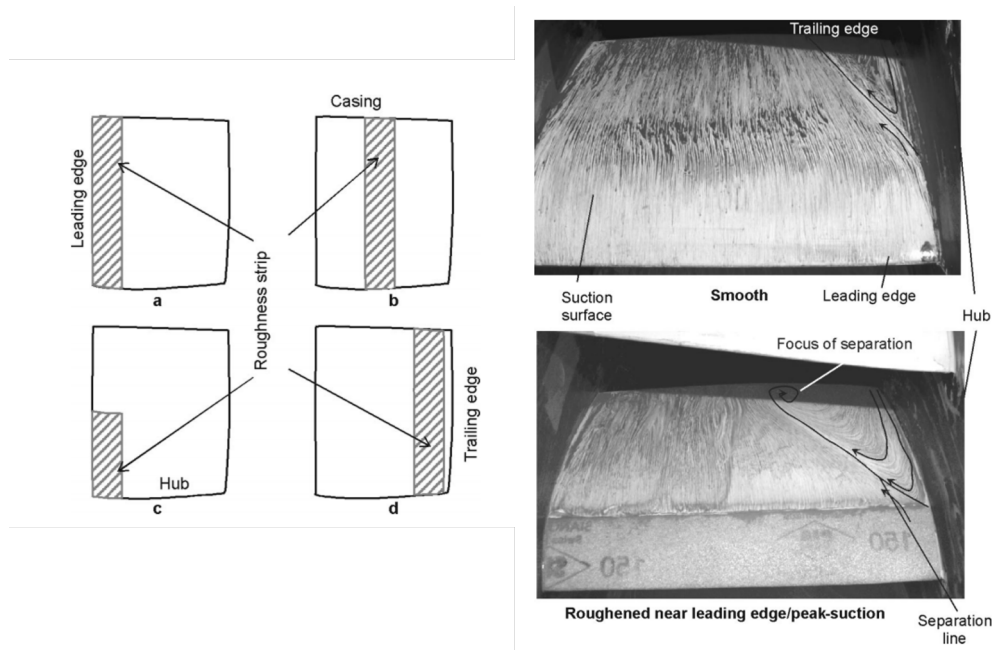 Casing
Leading edge
Roughness strip
a
b
Hub
Trailing edge
c
d
Trailing edge
Suction
surface
Smooth
Leading edge
Hub
Focus of separation
150
150
Roughened near leading edge/peak-suction
Separation
line